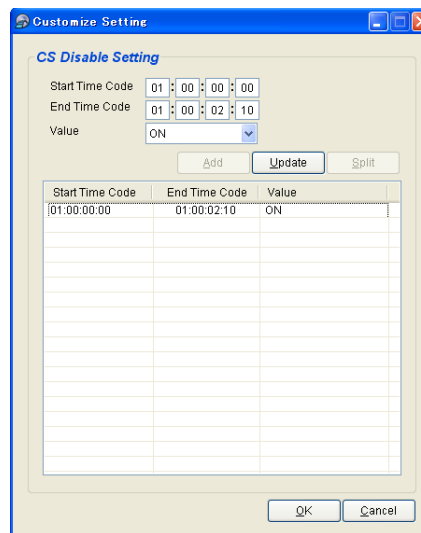 Customize Setting
CS Disable Setting
Start Time Code 01 : 00 : 00 : 00
End Time Code 01 : 00 : 02 : 10
Value ON
Add Update Split
Start Time Code End Time Code Value
01:00:00:00 01:00:02:10 ON
OK Cancel